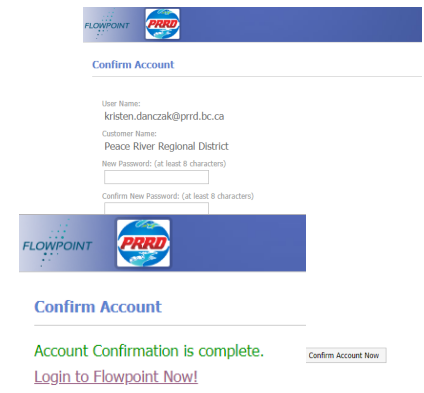 FLOWPOINT PRRD
Confirm Account
User Name:
kristen.danczak@prrd.bc.ca
Customer Name:
Peace River Regional District
New Password: (at least 8 characters)
Confirm New Password: (at least 8 characters)
FLOWPOINT PRRD
Confirm Account
Account Confirmation is complete.
Confirm Account Now
Login to Flowpoint Now!